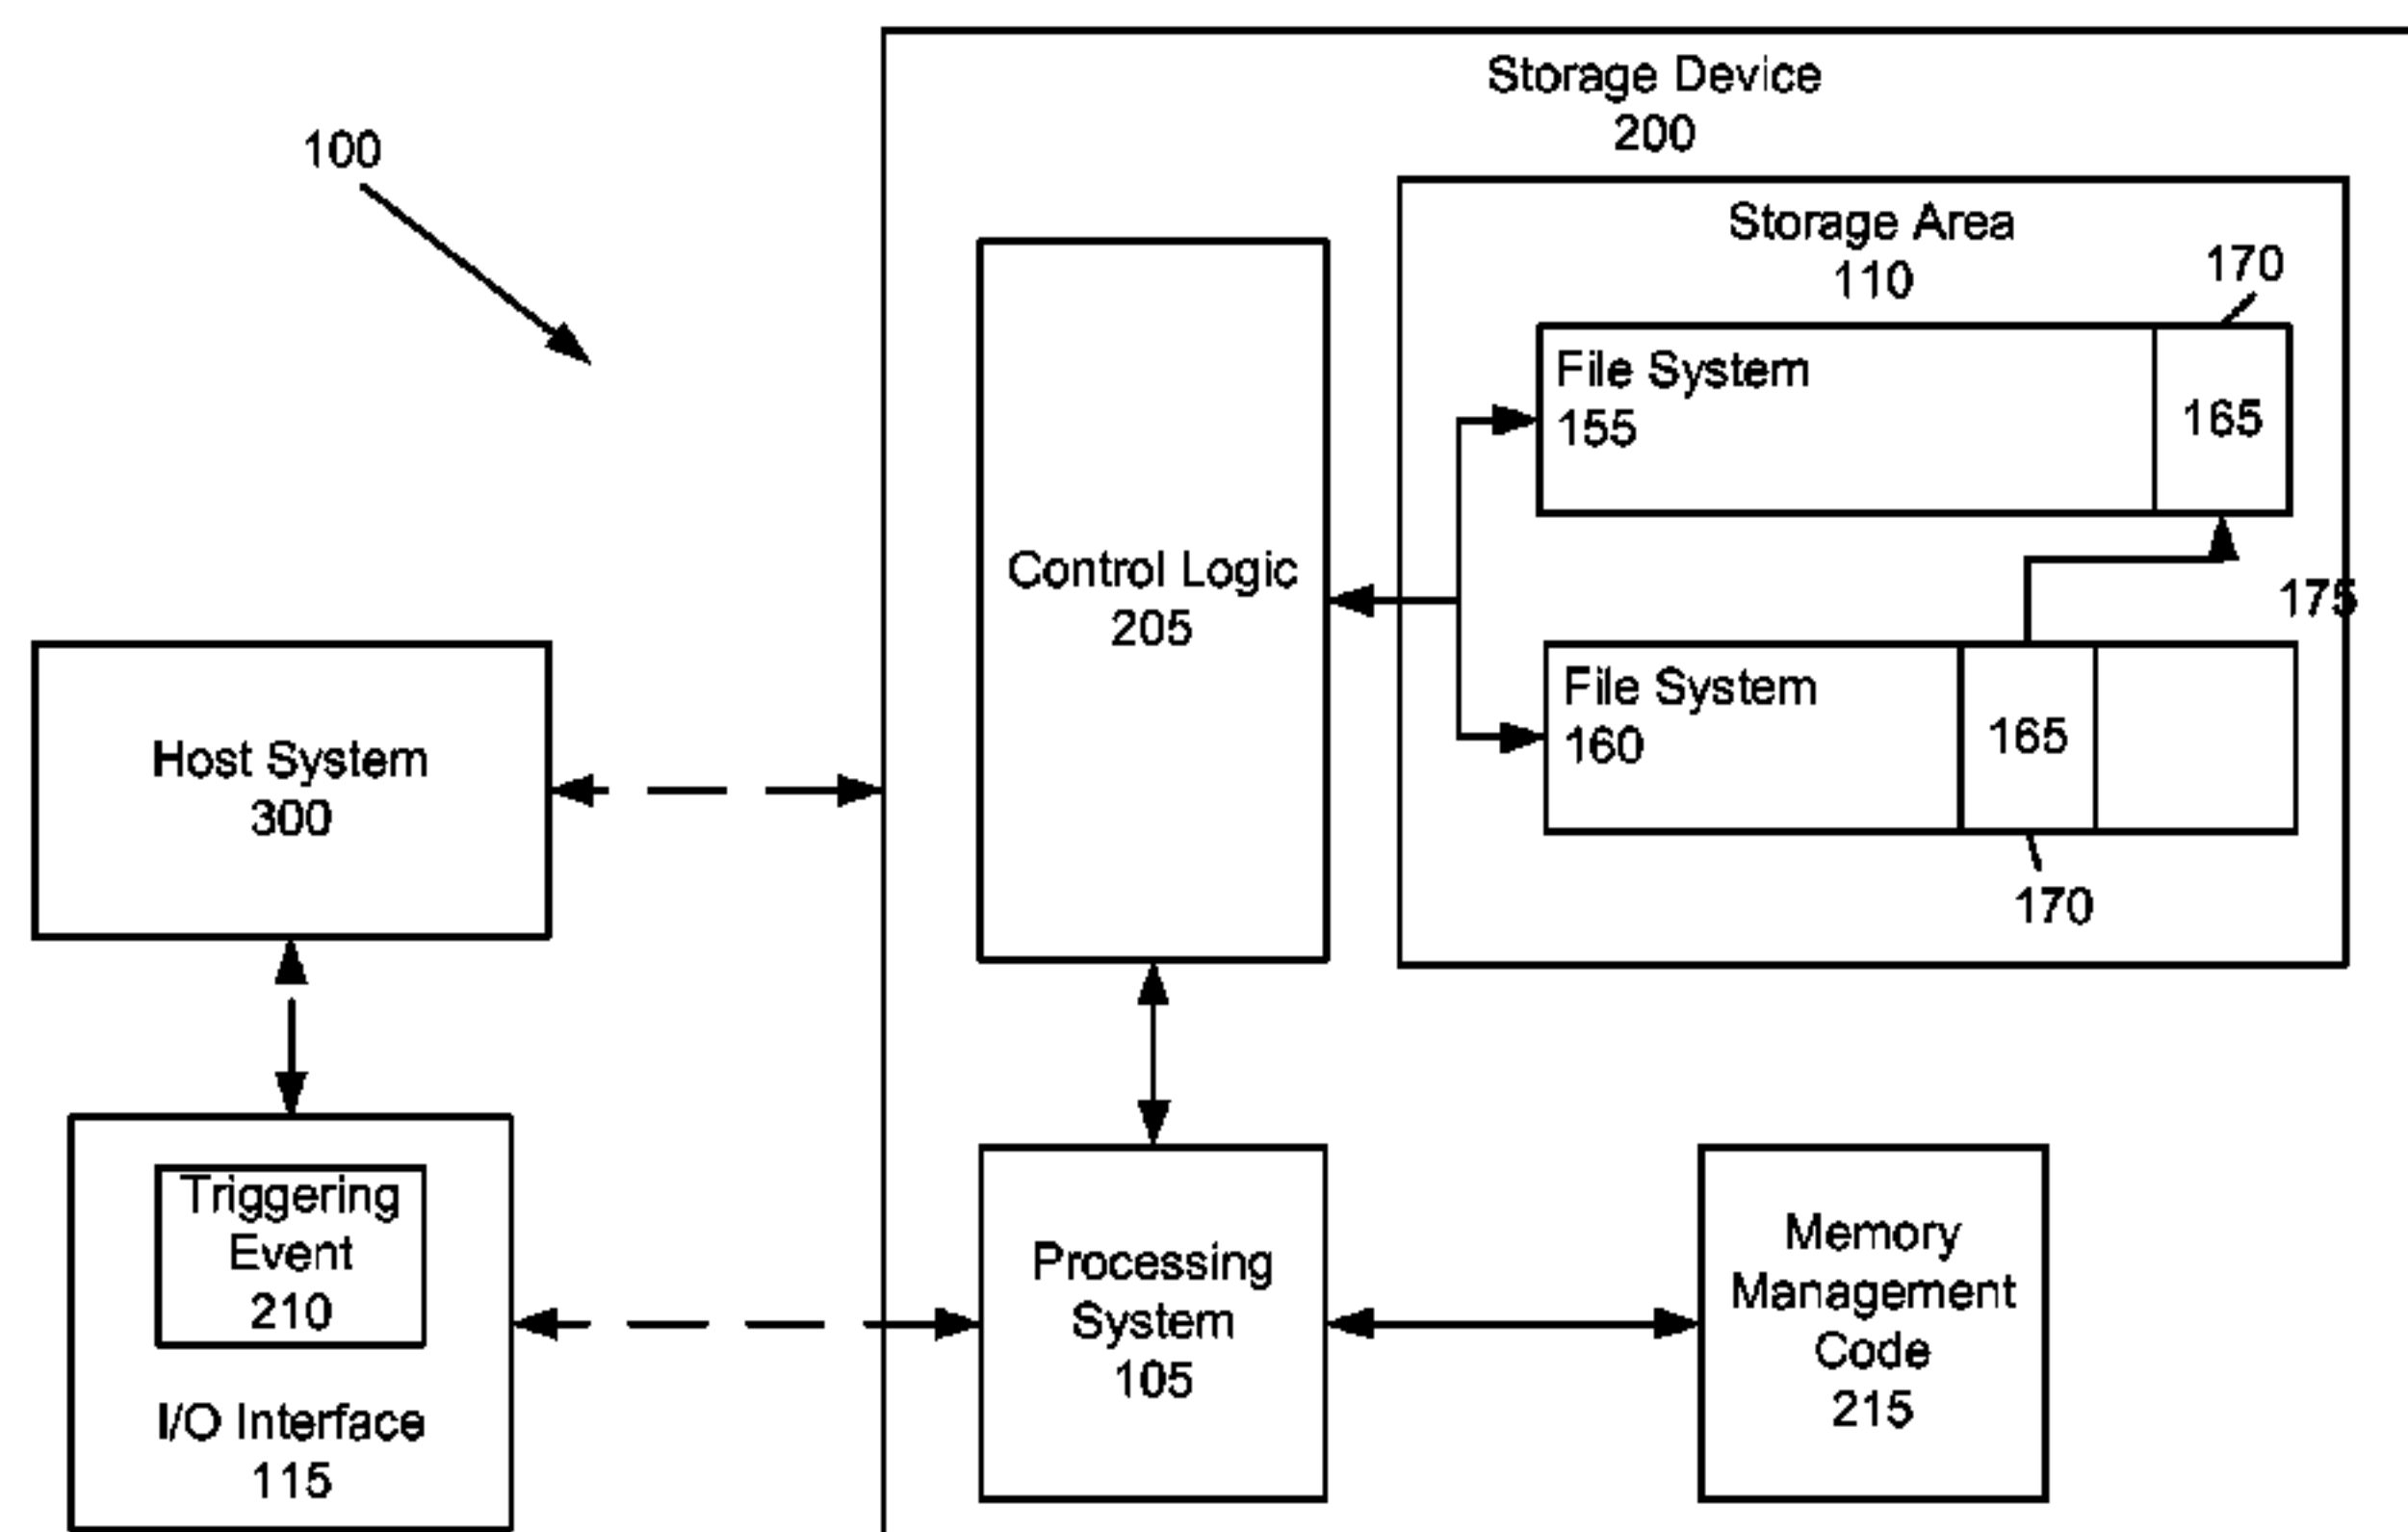 Storage Device
200
100
Storage Area
110
170
File System
155
165
Control Logic
205
175
File System
160
165
170
Host System
300
Triggering
Event
210
I/O Interface
115
Processing
System
105
Memory
Management
Code
215